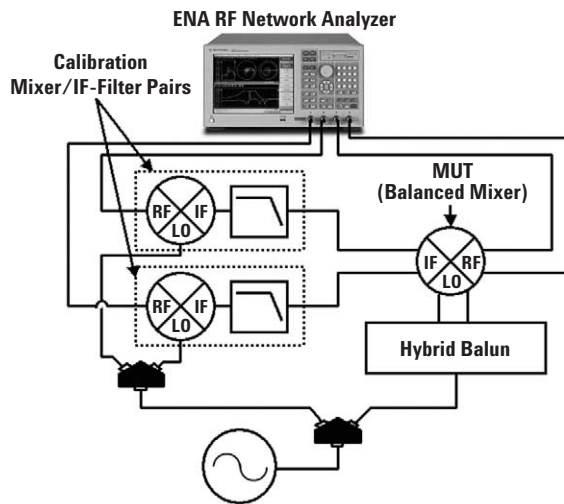 ENA RF Network Analyzer
Calibration
Mixer/IF-Filter Pairs
MUT
(Balanced Mixer)
RF IF
LO
IF RF
LO
RF IF
LO
Hybrid Balun